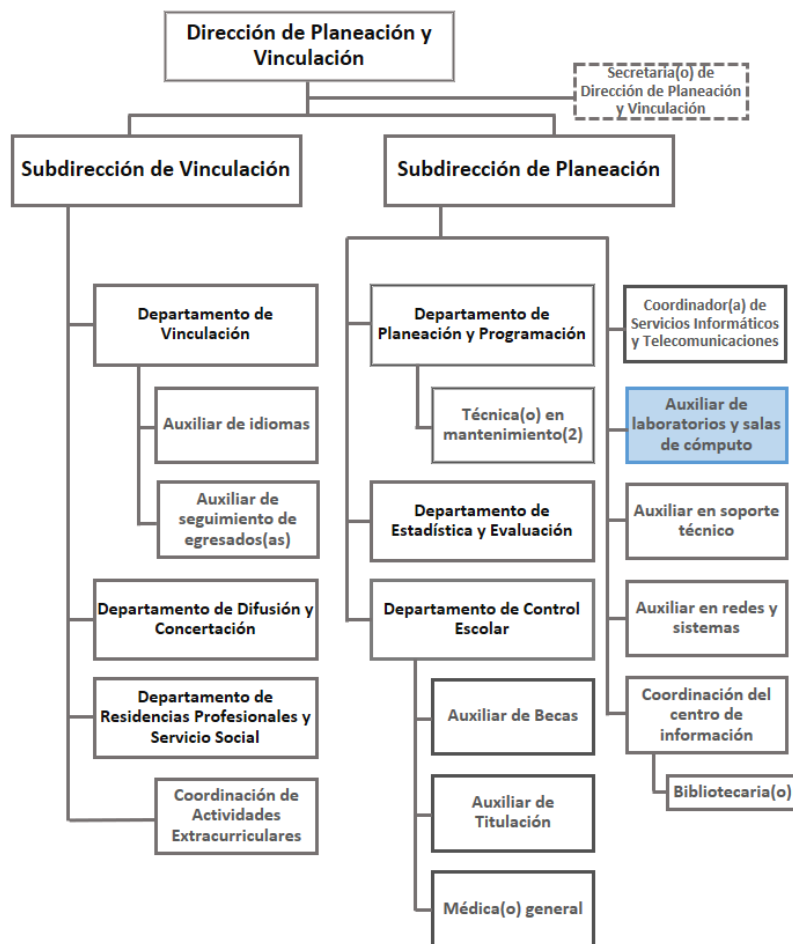 Dirección de Planeación y
Vinculación
Secretaria(o) de
Dirección de Planeación
y Vinculación
Subdirección de Vinculación
Subdirección de Planeación
Departamento de
Vinculación
Auxiliar de idiomas
Auxiliar de
seguimiento de
egresados(as)
Departamento de Difusión y
Concertación
Departamento de
Residencias Profesionales y
Servicio Social
Coordinación de
Actividades
Extracurriculares
Departamento de
Planeación y Programación
Técnica(o) en
mantenimiento(2)
Departamento de
Estadística y Evaluación
Departamento de Control
Escolar
Auxiliar de Becas
Auxiliar de
Titulación
Médica(o) general
Coordinador(a) de
Servicios Informáticos
y Telecomunicaciones
Auxiliar de
laboratorios y salas
de cómputo
Auxiliar en soporte
técnico
Auxiliar en redes y
sistemas
Coordinación del
centro de
información
Bibliotecaria(o)